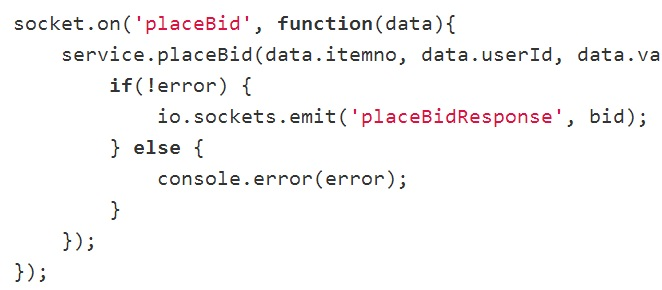 socket.on('placeBid', function(data){
    service.placeBid(data.itemno, data.userId, data.va
        if(!error) {
            io.sockets.emit('placeBidResponse', bid);
        } else {
            console.error(error);
        }
    });
});